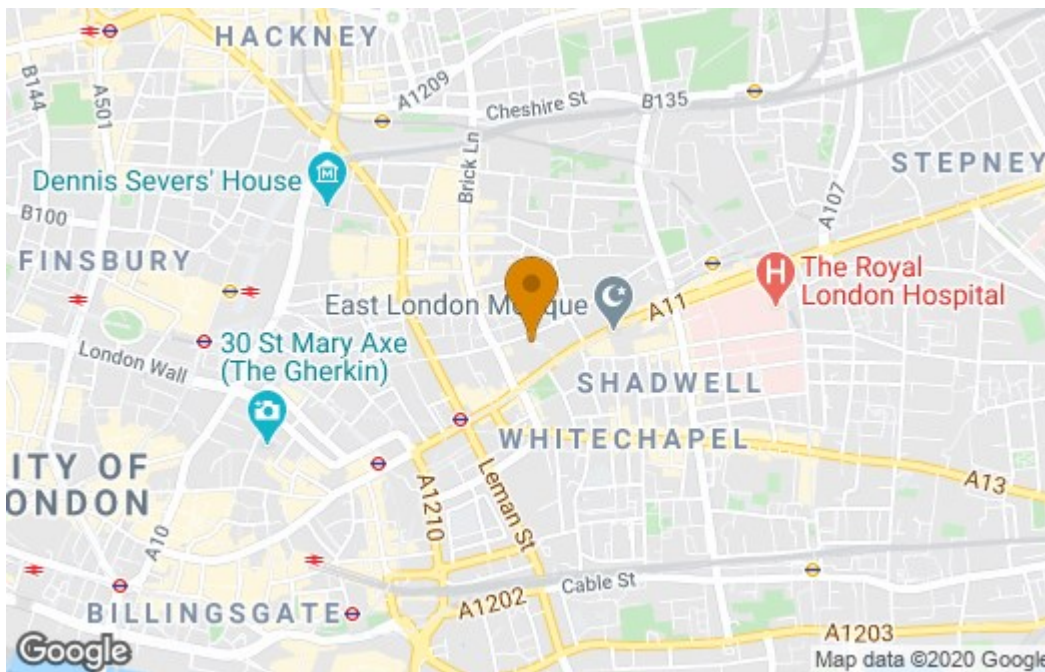 HACKNEY
B144
A501
A1209
Cheshire St
B135
Brick Ln
STEPNEY
Dennis Severs' House
A107
B100
FINSBURY
The Royal
London Hospital
East London Mosque
A11
London Wall
30 St Mary Axe
(The Gherkin)
SHADWELL
WHITECHAPEL
ITY OF
ONDON
A13
A10
A1210
Leman St
Cable St
A1202
BILLINGSGATE
A1203
Google
Map data ©2020 Google